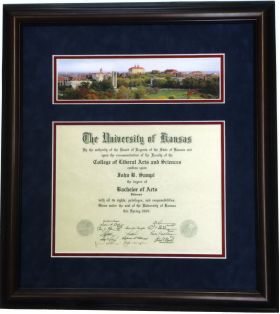 The University of Kansas
By the authority of the Board of Regents of the State of Kansas and
upon the recommendation of the Faculty of the
College of Liberal Arts and Sciences
confers upon
John D. Sampl
the degree of
Bachelor of Arts
with all its rights, privileges, and responsibilities.
Given under the seal of the University of Kansas